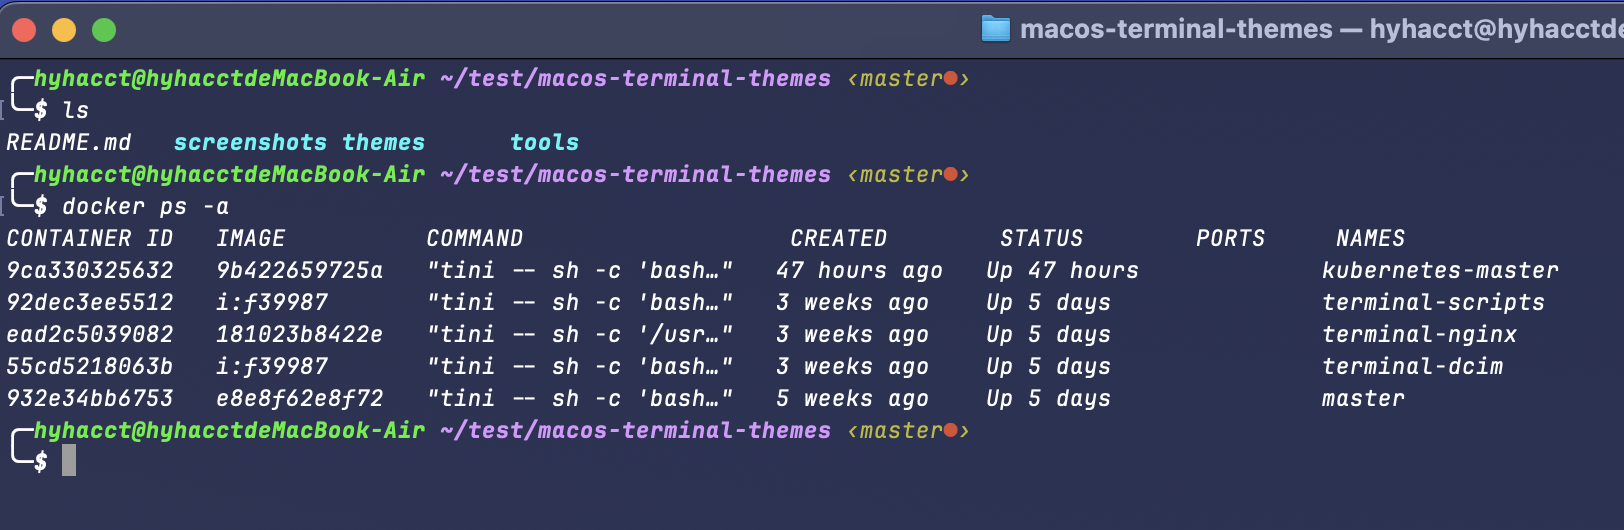 macos-terminal-themes — hyhacct@hyhacctde
hyhacct@hyhacctdeMacBook-Air ~/test/macos-terminal-themes ‹master●›
$ ls
README.md screenshots themes tools
hyhacct@hyhacctdeMacBook-Air ~/test/macos-terminal-themes ‹master●›
$ docker ps -a
CONTAINER ID IMAGE COMMAND CREATED STATUS PORTS NAMES
9ca330325632 9b422659725a "tini -- sh -c 'bash…" 47 hours ago Up 47 hours kubernetes-master
92dec3ee5512 i:f39987 "tini -- sh -c 'bash…" 3 weeks ago Up 5 days terminal-scripts
ead2c5039082 181023b8422e "tini -- sh -c '/usr…" 3 weeks ago Up 5 days terminal-nginx
55cd5218063b i:f39987 "tini -- sh -c 'bash…" 3 weeks ago Up 5 days terminal-dcim
932e34bb6753 e8e8f62e8f72 "tini -- sh -c 'bash…" 5 weeks ago Up 5 days master
hyhacct@hyhacctdeMacBook-Air ~/test/macos-terminal-themes ‹master●›
$